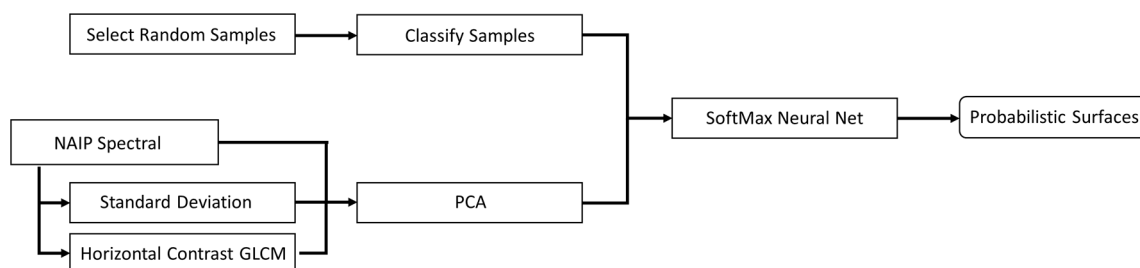 Select Random Samples
Classify Samples
SoftMax Neural Net
Probabilistic Surfaces
NAIP Spectral
Standard Deviation
PCA
Horizontal Contrast GLCM